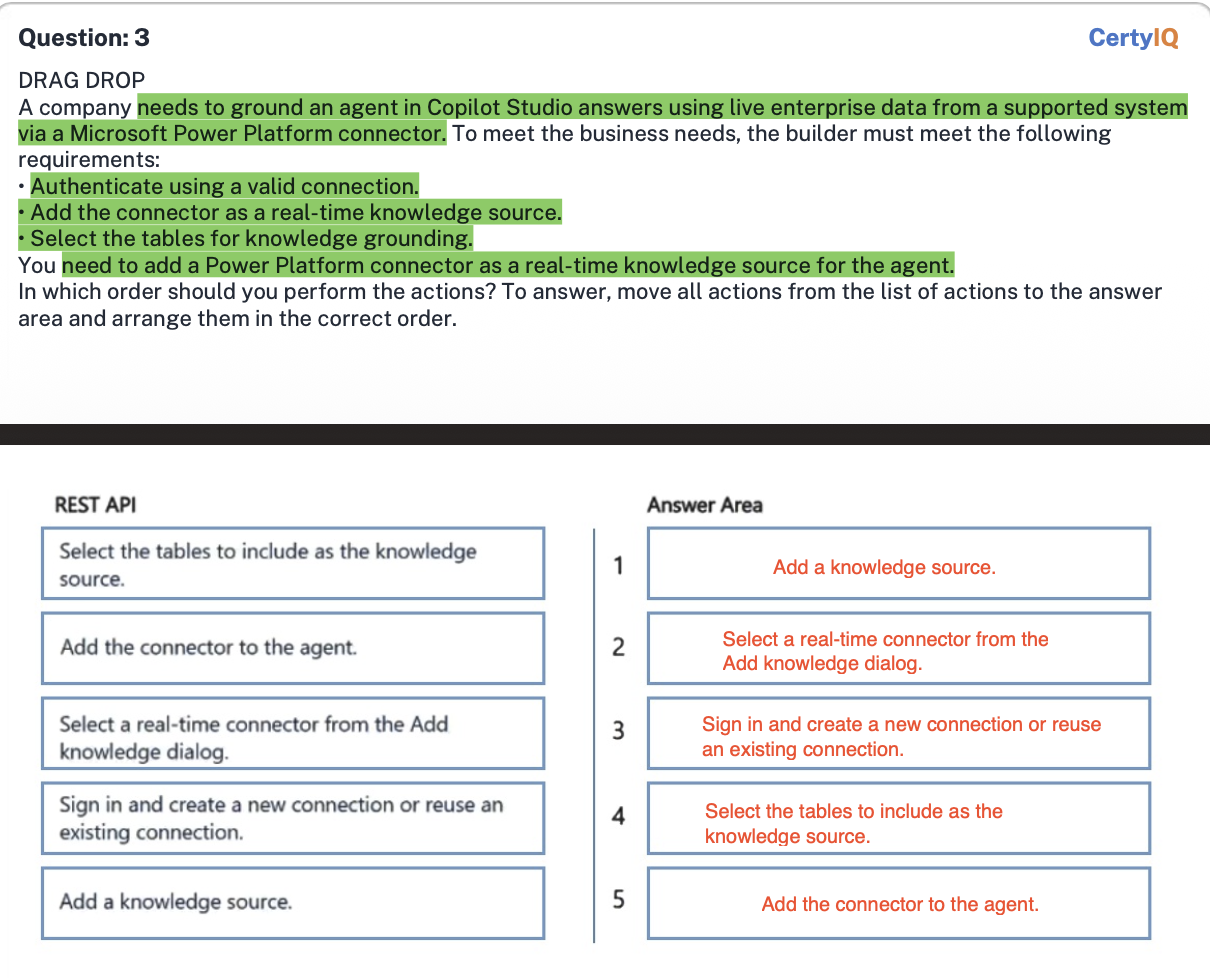 Question: 3
CertyIQ
DRAG DROP
A company needs to ground an agent in Copilot Studio answers using live enterprise data from a supported system
via a Microsoft Power Platform connector. To meet the business needs, the builder must meet the following
requirements:
• Authenticate using a valid connection.
• Add the connector as a real-time knowledge source.
• Select the tables for knowledge grounding.
You need to add a Power Platform connector as a real-time knowledge source for the agent.
In which order should you perform the actions? To answer, move all actions from the list of actions to the answer
area and arrange them in the correct order.
REST API
Select the tables to include as the knowledge
source.
Add the connector to the agent.
Select a real-time connector from the Add
knowledge dialog.
Sign in and create a new connection or reuse an
existing connection.
Add a knowledge source.
Answer Area
1
Add a knowledge source.
2
Select a real-time connector from the
Add knowledge dialog.
3
Sign in and create a new connection or reuse
an existing connection.
4
Select the tables to include as the
knowledge source.
5
Add the connector to the agent.